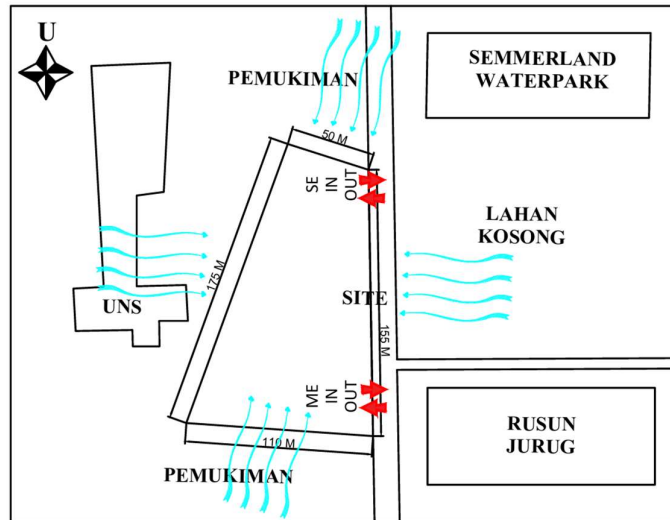 U
SEMMERLAND
WATERPARK
PEMUKIMAN
50 M
SE
IN
OUT
LAHAN
KOSONG
175 M
UNS
SITE
155 M
ME
IN
OUT
110 M
PEMUKIMAN
RUSUN
JURUG